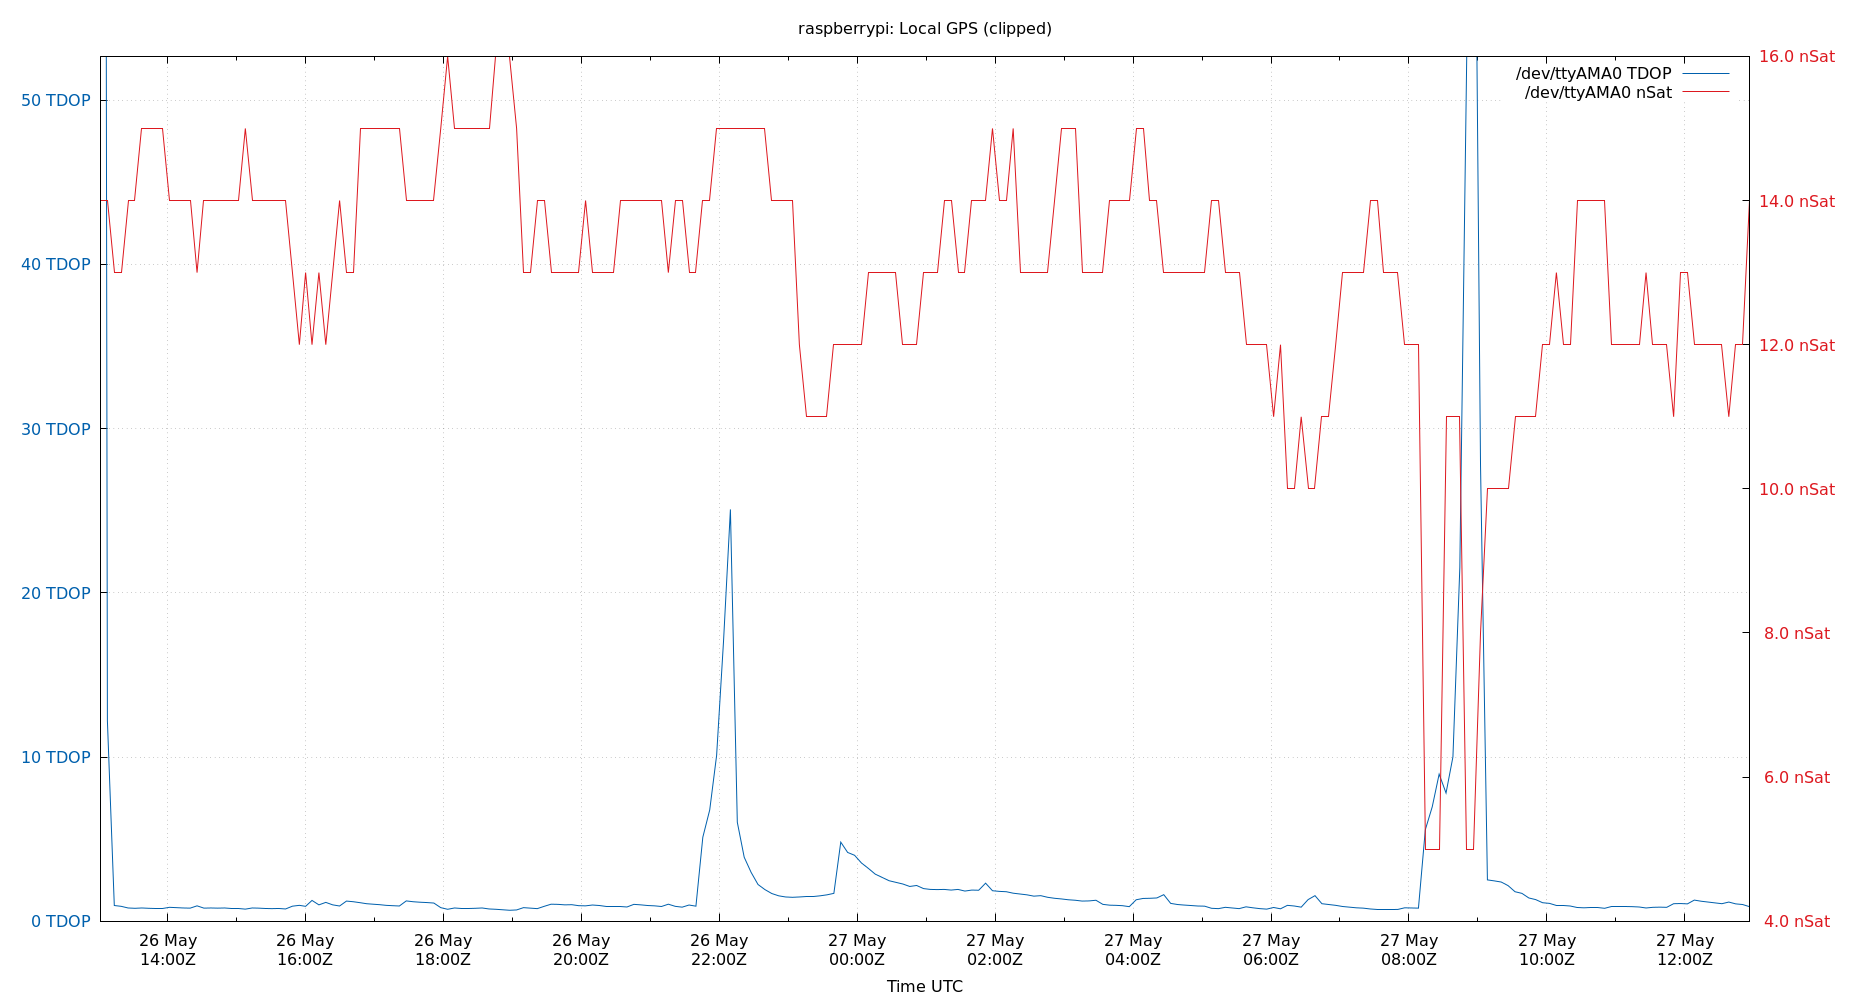 raspberrypi: Local GPS (clipped)
/dev/ttyAMA0 TDOP
/dev/ttyAMA0 nSat
50 TDOP
40 TDOP
30 TDOP
20 TDOP
10 TDOP
0 TDOP
16.0 nSat
14.0 nSat
12.0 nSat
10.0 nSat
8.0 nSat
6.0 nSat
4.0 nSat
26 May
14:00Z
26 May
16:00Z
26 May
18:00Z
26 May
20:00Z
26 May
22:00Z
27 May
00:00Z
27 May
02:00Z
27 May
04:00Z
27 May
06:00Z
27 May
08:00Z
27 May
10:00Z
27 May
12:00Z
Time UTC